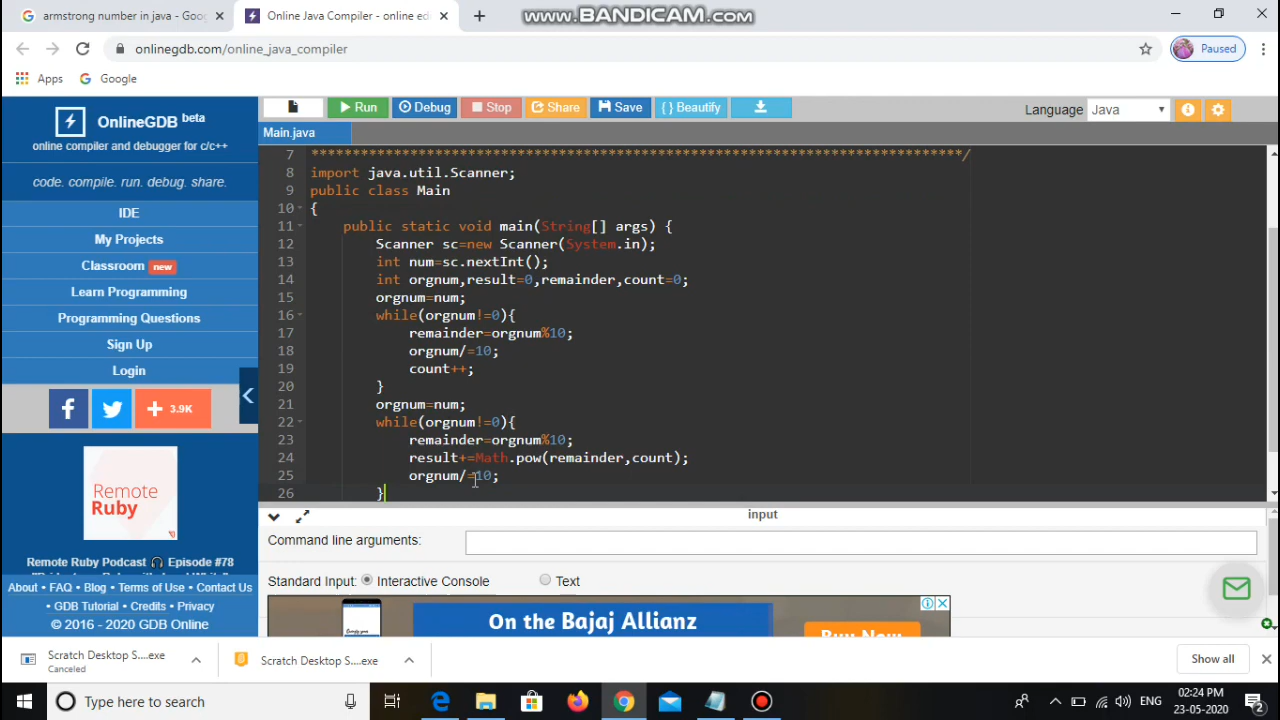 armstrong number in java - Goo
Online Java Compiler - online ed
www.BANDICAM.com
onlinegdb.com/online_java_compiler
Paused
Apps
Google
OnlineGDB beta
online compiler and debugger for c/c++
code. compile. run. debug. share.
IDE
My Projects
Classroom new
Learn Programming
Programming Questions
Sign Up
Login
3.9K
Remote
Ruby
Remote Ruby Podcast 🎧 Episode #78
About • FAQ • Blog • Terms of Use • Contact Us
• GDB Tutorial • Credits • Privacy
© 2016 - 2020 GDB Online
Run
Debug
Stop
Share
Save
{ } Beautify
Language Java
Main.java
7 *******************************************************************************/
8 import java.util.Scanner;
9 public class Main
10 {
11 public static void main(String[] args) {
12 Scanner sc=new Scanner(System.in);
13 int num=sc.nextInt();
14 int orgnum,result=0,remainder,count=0;
15 orgnum=num;
16 while(orgnum!=0){
17 remainder=orgnum%10;
18 orgnum/=10;
19 count++;
20 }
21 orgnum=num;
22 while(orgnum!=0){
23 remainder=orgnum%10;
24 result+=Math.pow(remainder,count);
25 orgnum/=10;
26 }
input
Command line arguments:
Standard Input: Interactive Console Text
On the Bajaj Allianz
Buy Now
Scratch Desktop S....exe
Canceled
Scratch Desktop S....exe
Show all
Type here to search
ENG
02:24 PM
23-05-2020
2